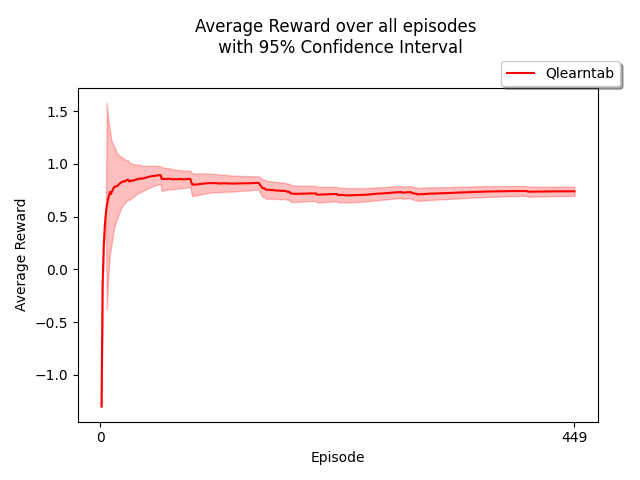 Average Reward over all episodes
with 95% Confidence Interval
Qlearntab
1.5
1.0
0.5
0.0
−0.5
−1.0
Average Reward
0
449
Episode